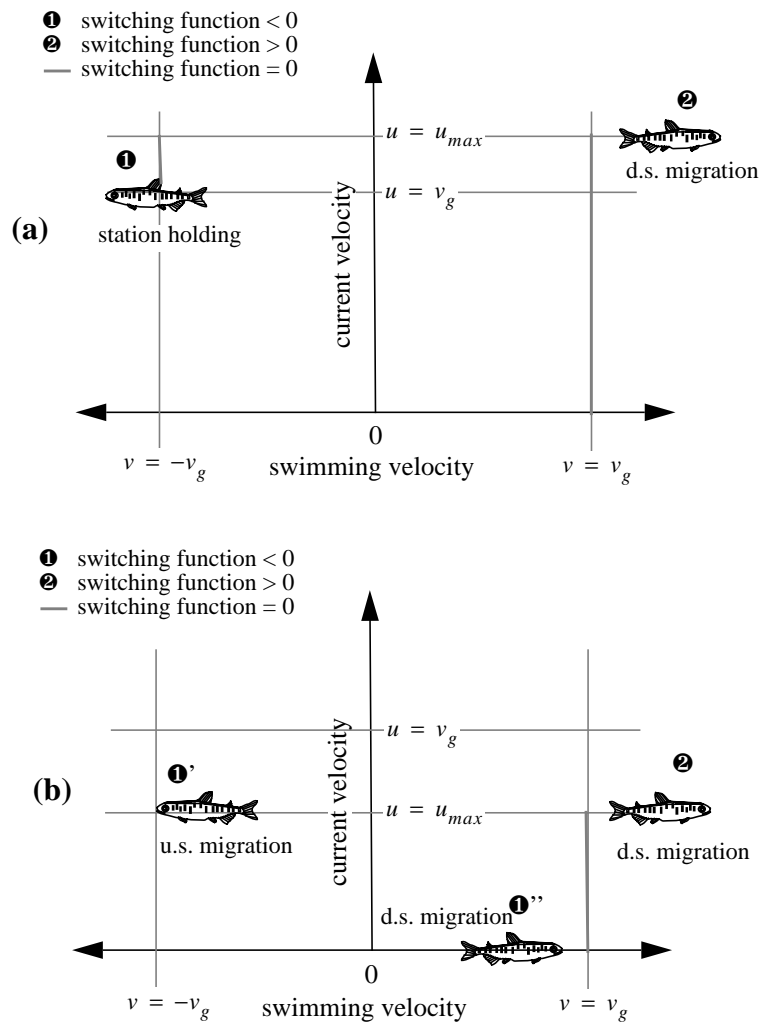 ❶ switching function < 0
❷ switching function > 0
switching function = 0
❷
u = u_max
❶
d.s. migration
u = v_g
(a)
station holding
current velocity
0
v = −v_g
swimming velocity
v = v_g
❶ switching function < 0
❷ switching function > 0
switching function = 0
u = v_g
current velocity
❶’
❷
(b)
u = u_max
u.s. migration
d.s. migration
d.s. migration
❶’’
0
v = −v_g
swimming velocity
v = v_g